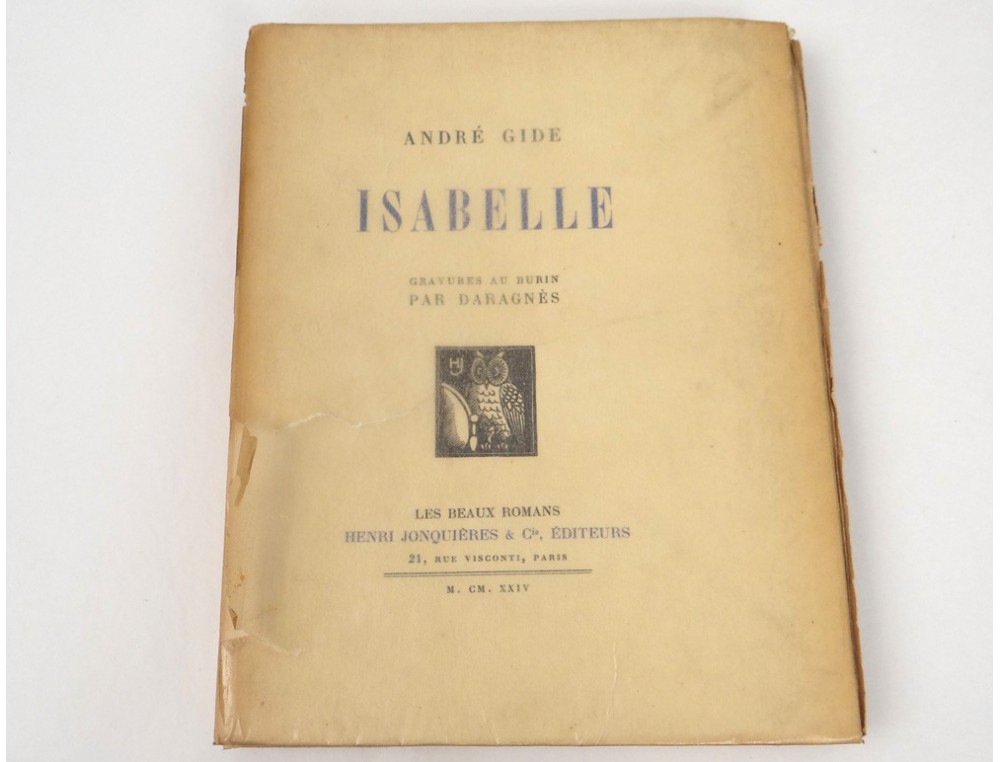 ANDRÉ GIDE
ISABELLE
GRAVURES AU BURIN
PAR DARAGNÈS
HJ
LES BEAUX ROMANS
HENRI JONQUIÈRES & Cie, ÉDITEURS
21, RUE VISCONTI, PARIS
M. CM. XXIV